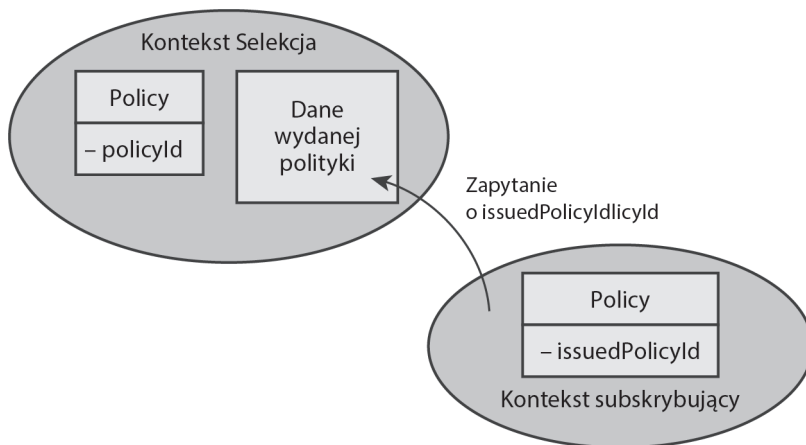 Kontekst Selekcja
Policy
– policyId
Dane
wydanej
polityki
Zapytanie
o issuedPolicyIdlicyId
Policy
– issuedPolicyId
Kontekst subskrybujący